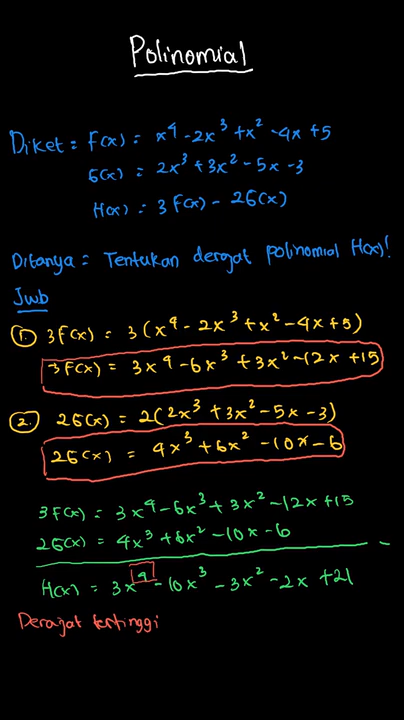 Polinomial
Diket = F(x) = x⁴ - 2x³ + x² - 4x + 5
G(x) = 2x³ + 3x² - 5x - 3
H(x) = 3 F(x) - 2G(x)
Ditanya = Tentukan derajat polinomial H(x)!
Jwb
1. 3F(x) = 3(x⁴ - 2x³ + x² - 4x + 5)
3F(x) = 3x⁴ - 6x³ + 3x² - 12x + 15
2. 2G(x) = 2(2x³ + 3x² - 5x - 3)
2G(x) = 4x³ + 6x² - 10x - 6
3F(x) = 3x⁴ - 6x³ + 3x² - 12x + 15
2G(x) = 4x³ + 6x² - 10x - 6 -
H(x) = 3x⁴ - 10x³ - 3x² - 2x + 21
Derajat tertinggi